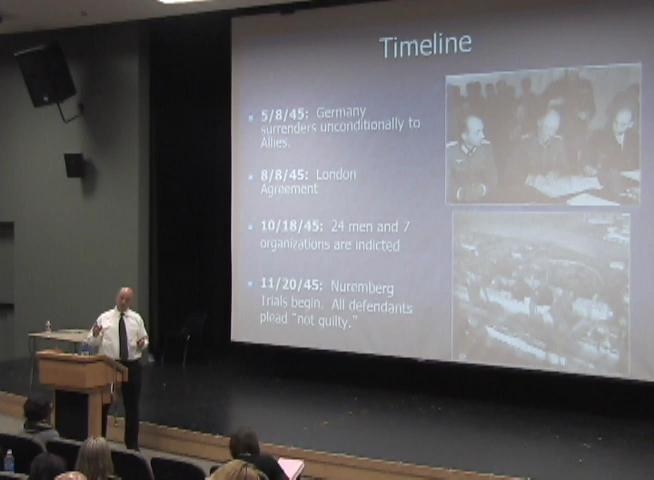 Timeline
5/8/45: Germany
surrenders unconditionally to
Allies.
8/8/45: London
Agreement
10/18/45: 24 men and 7
organizations are indicted
11/20/45: Nuremberg
Trials begin. All defendants
plead “not guilty.”